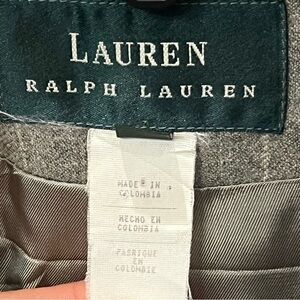 LAUREN
RALPH LAUREN
MADE IN
COLOMBIA
HECHO EN
COLOMBIA
FABRIQUE
EN
COLOMBIE